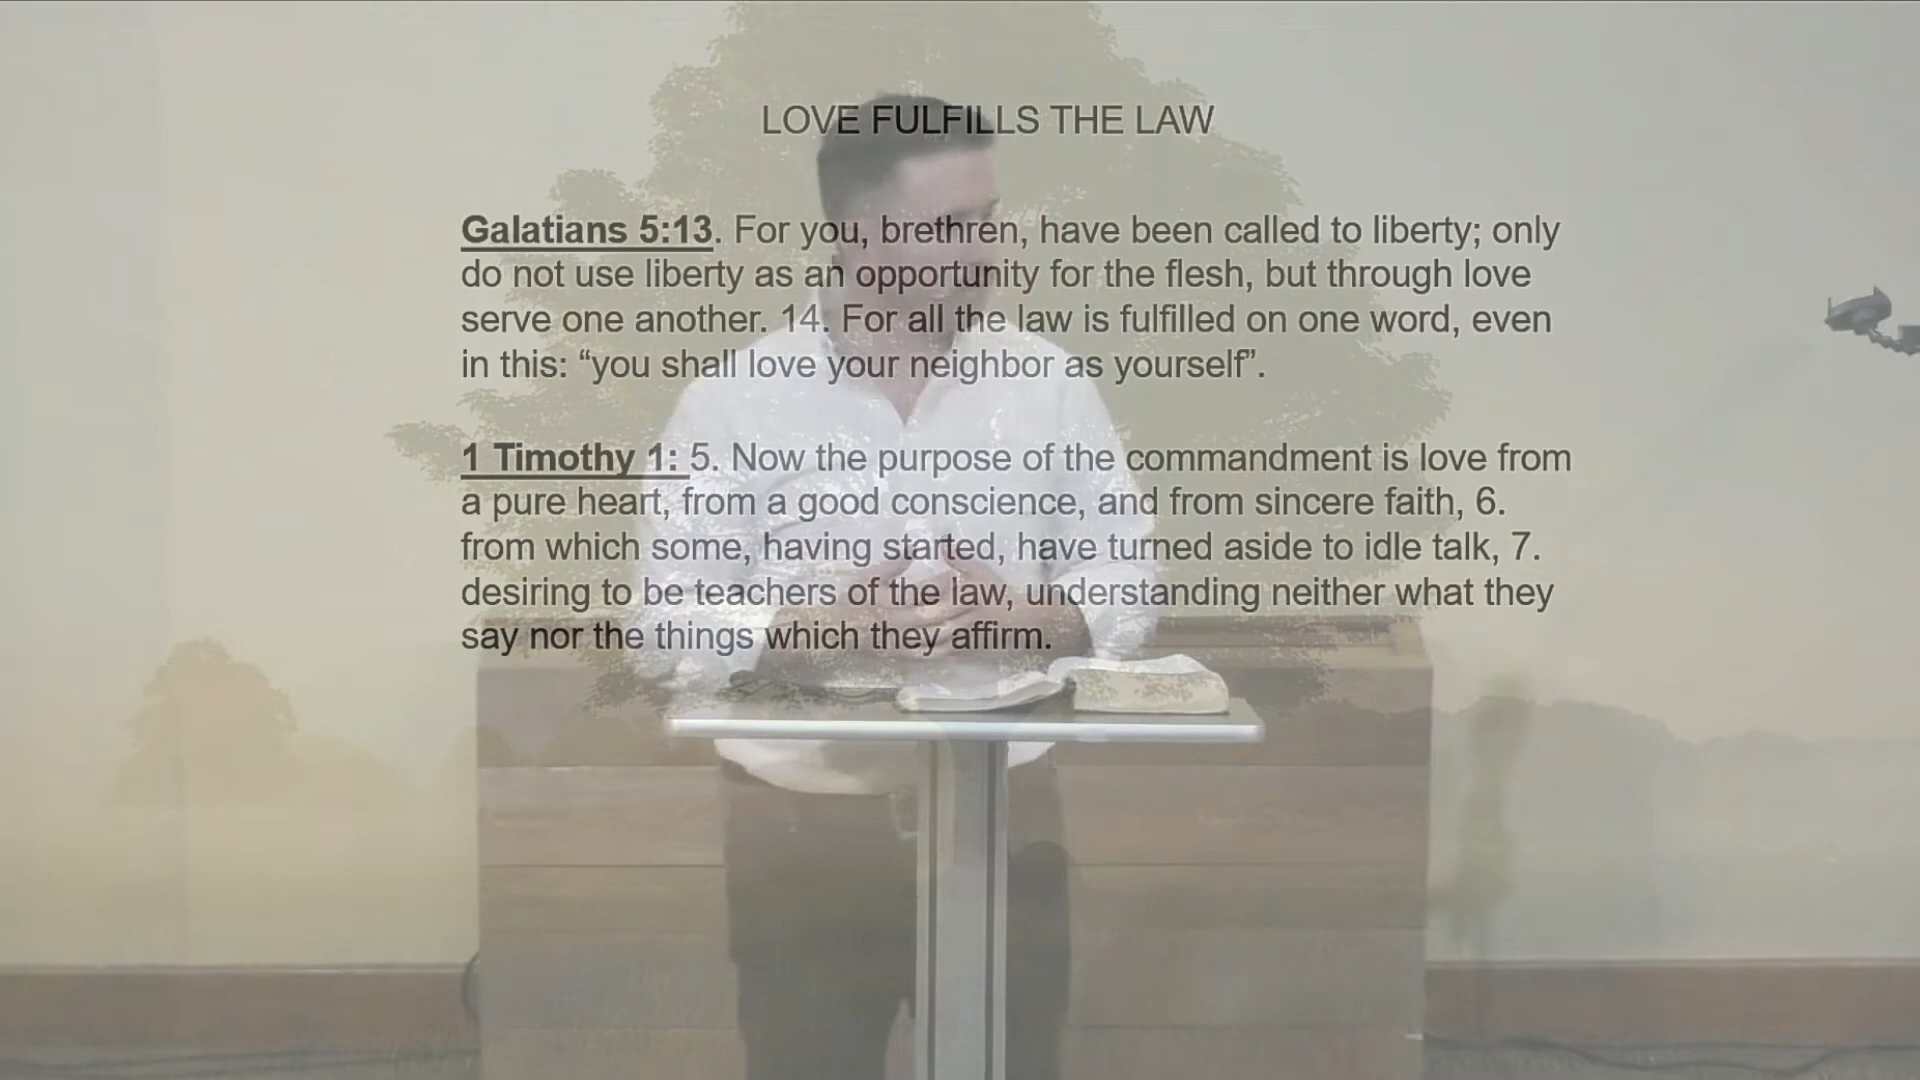 LOVE FULFILLS THE LAW
Galatians 5:13. For you, brethren, have been called to liberty; only
do not use liberty as an opportunity for the flesh, but through love
serve one another. 14. For all the law is fulfilled on one word, even
in this: “you shall love your neighbor as yourself”.
1 Timothy 1: 5. Now the purpose of the commandment is love from
a pure heart, from a good conscience, and from sincere faith, 6.
from which some, having started, have turned aside to idle talk, 7.
desiring to be teachers of the law, understanding neither what they
say nor the things which they affirm.